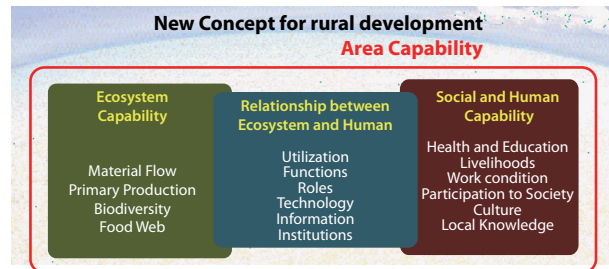 New Concept for rural development
Area Capability
Ecosystem
Capability
Material Flow
Primary Production
Biodiversity
Food Web
Relationship between
Ecosystem and Human
Utilization
Functions
Roles
Technology
Information
Institutions
Social and Human
Capability
Health and Education
Livelihoods
Work condition
Participation to Society
Culture
Local Knowledge